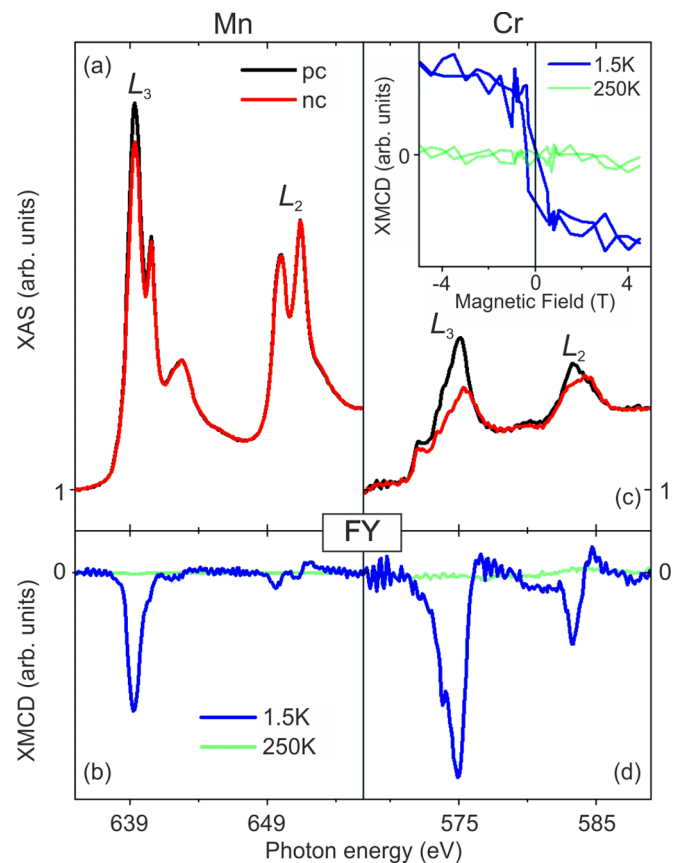 Mn
Cr
(a)
L3
pc
nc
L2
XAS (arb. units)
1
XMCD (arb. units)
0
1.5K
250K
-4
-2
0
2
4
Magnetic Field (T)
L3
L2
(c)
1
FY
0
XMCD (arb. units)
1.5K
250K
(b)
0
(d)
639
649
575
585
Photon energy (eV)